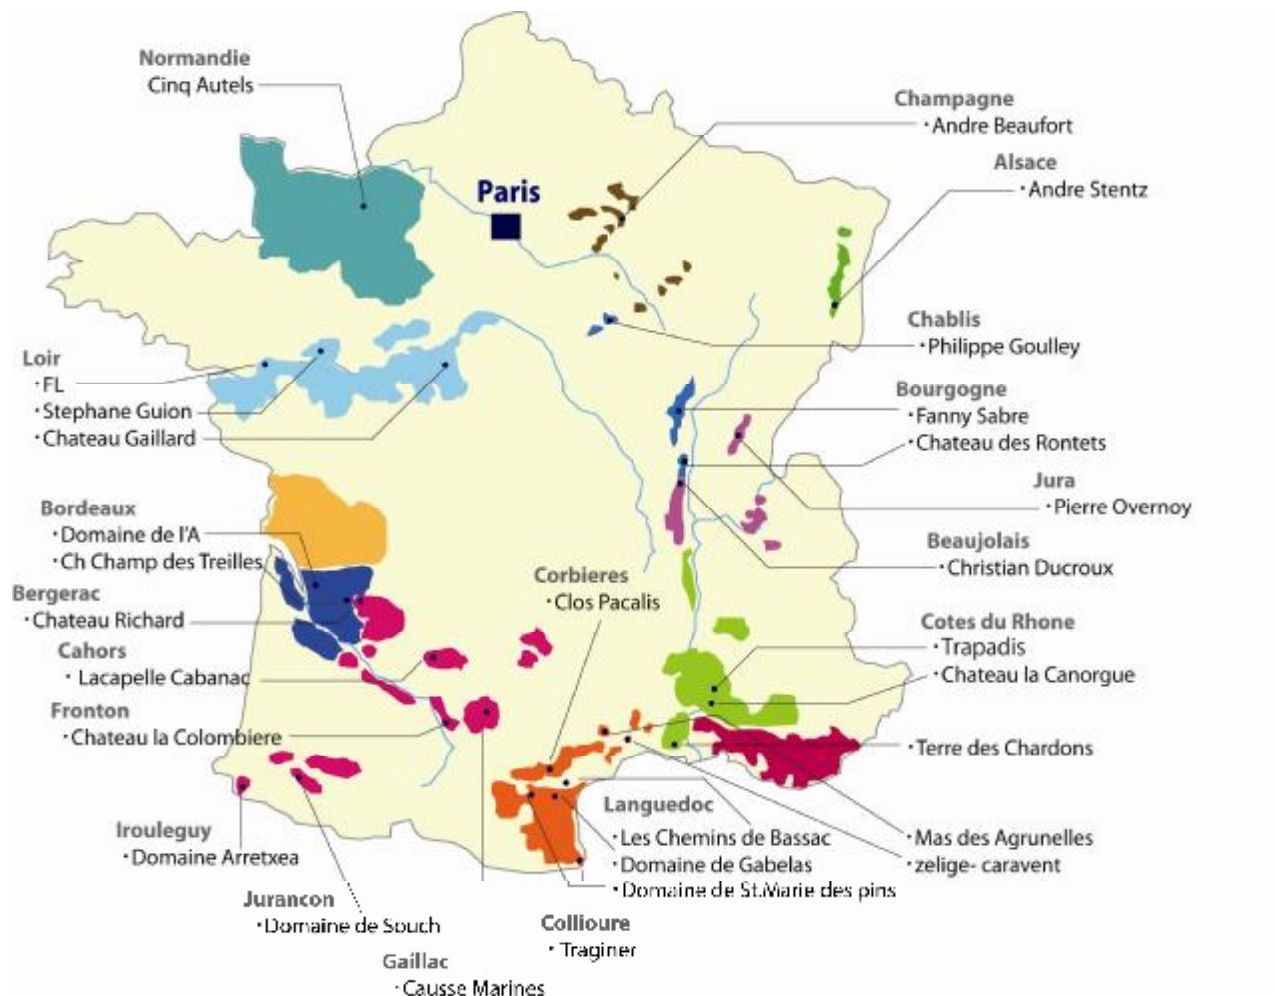 Normandie
Cinq Autels
Champagne
・Andre Beaufort
Alsace
・Andre Stentz
Paris
Chablis
・Philippe Goulley
Loir
・FL
・Stephane Guion
・Chateau Gaillard
Bourgogne
・Fanny Sabre
・Chateau des Rontets
Jura
・Pierre Overnoy
Bordeaux
・Domaine de l'A
・Ch Champ des Treilles
Beaujolais
・Christian Ducroux
Corbieres
・Clos Pacalis
Bergerac
・Chateau Richard
Cotes du Rhone
・Trapadis
・Chateau la Canorgue
Cahors
・Lacapelle Cabanac
Fronton
・Chateau la Colombiere
・Terre des Chardons
Languedoc
・Les Chemins de Bassac
・Domaine de Gabelas
・Domaine de St.Marie des pins
・Mas des Agrunelles
・zelige- caravent
Irouleguy
・Domaine Arretxea
Jurancon
・Domaine de Souch
Collioure
・Traginer
Gaillac
・Causse Marines